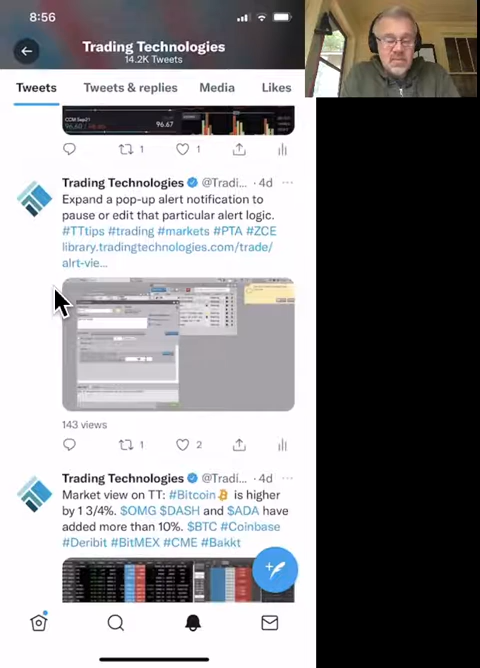 8:56
Trading Technologies
14.2K Tweets
Tweets Tweets & replies Media Likes
CCM Sep21
96.67
1 1
Trading Technologies @Tradi... · 4d ···
Expand a pop-up alert notification to
pause or edit that particular alert logic.
#TTtips #trading #markets #PTA #ZCE
library.tradingtechnologies.com/trade/
alrt-vie...
143 views
1 2
Trading Technologies @Tradi... · 4d ···
Market view on TT: #Bitcoin is higher
by 1 3/4%. $OMG $DASH and $ADA have
added more than 10%. $BTC #Coinbase
#Deribit #BitMEX #CME #Bakkt